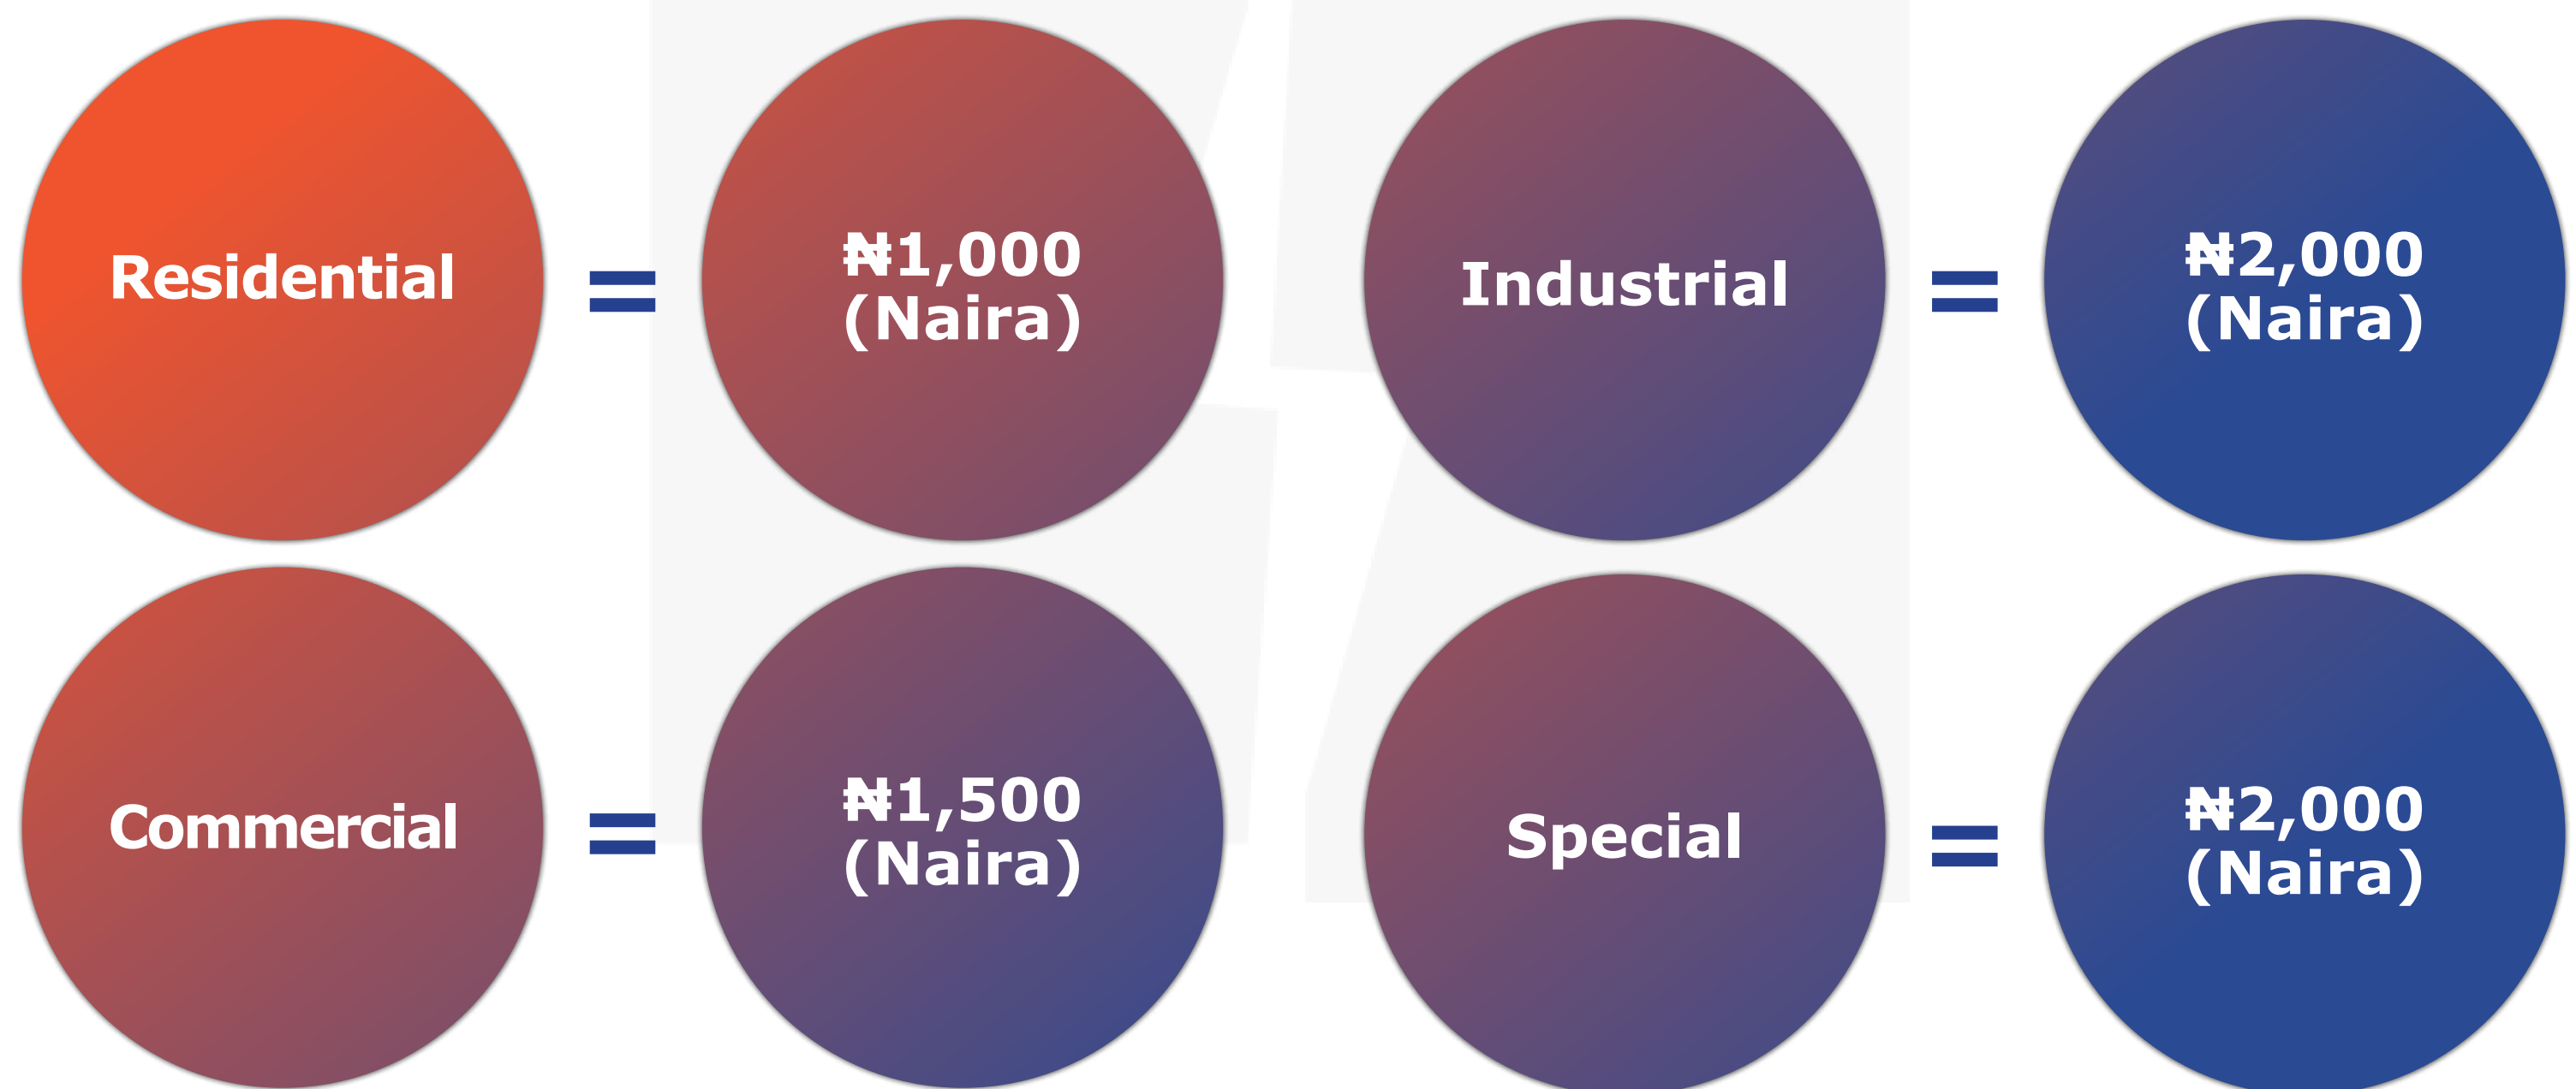 Residential
=
₦1,000
(Naira)
Industrial
=
₦2,000
(Naira)
Commercial
=
₦1,500
(Naira)
Special
=
₦2,000
(Naira)